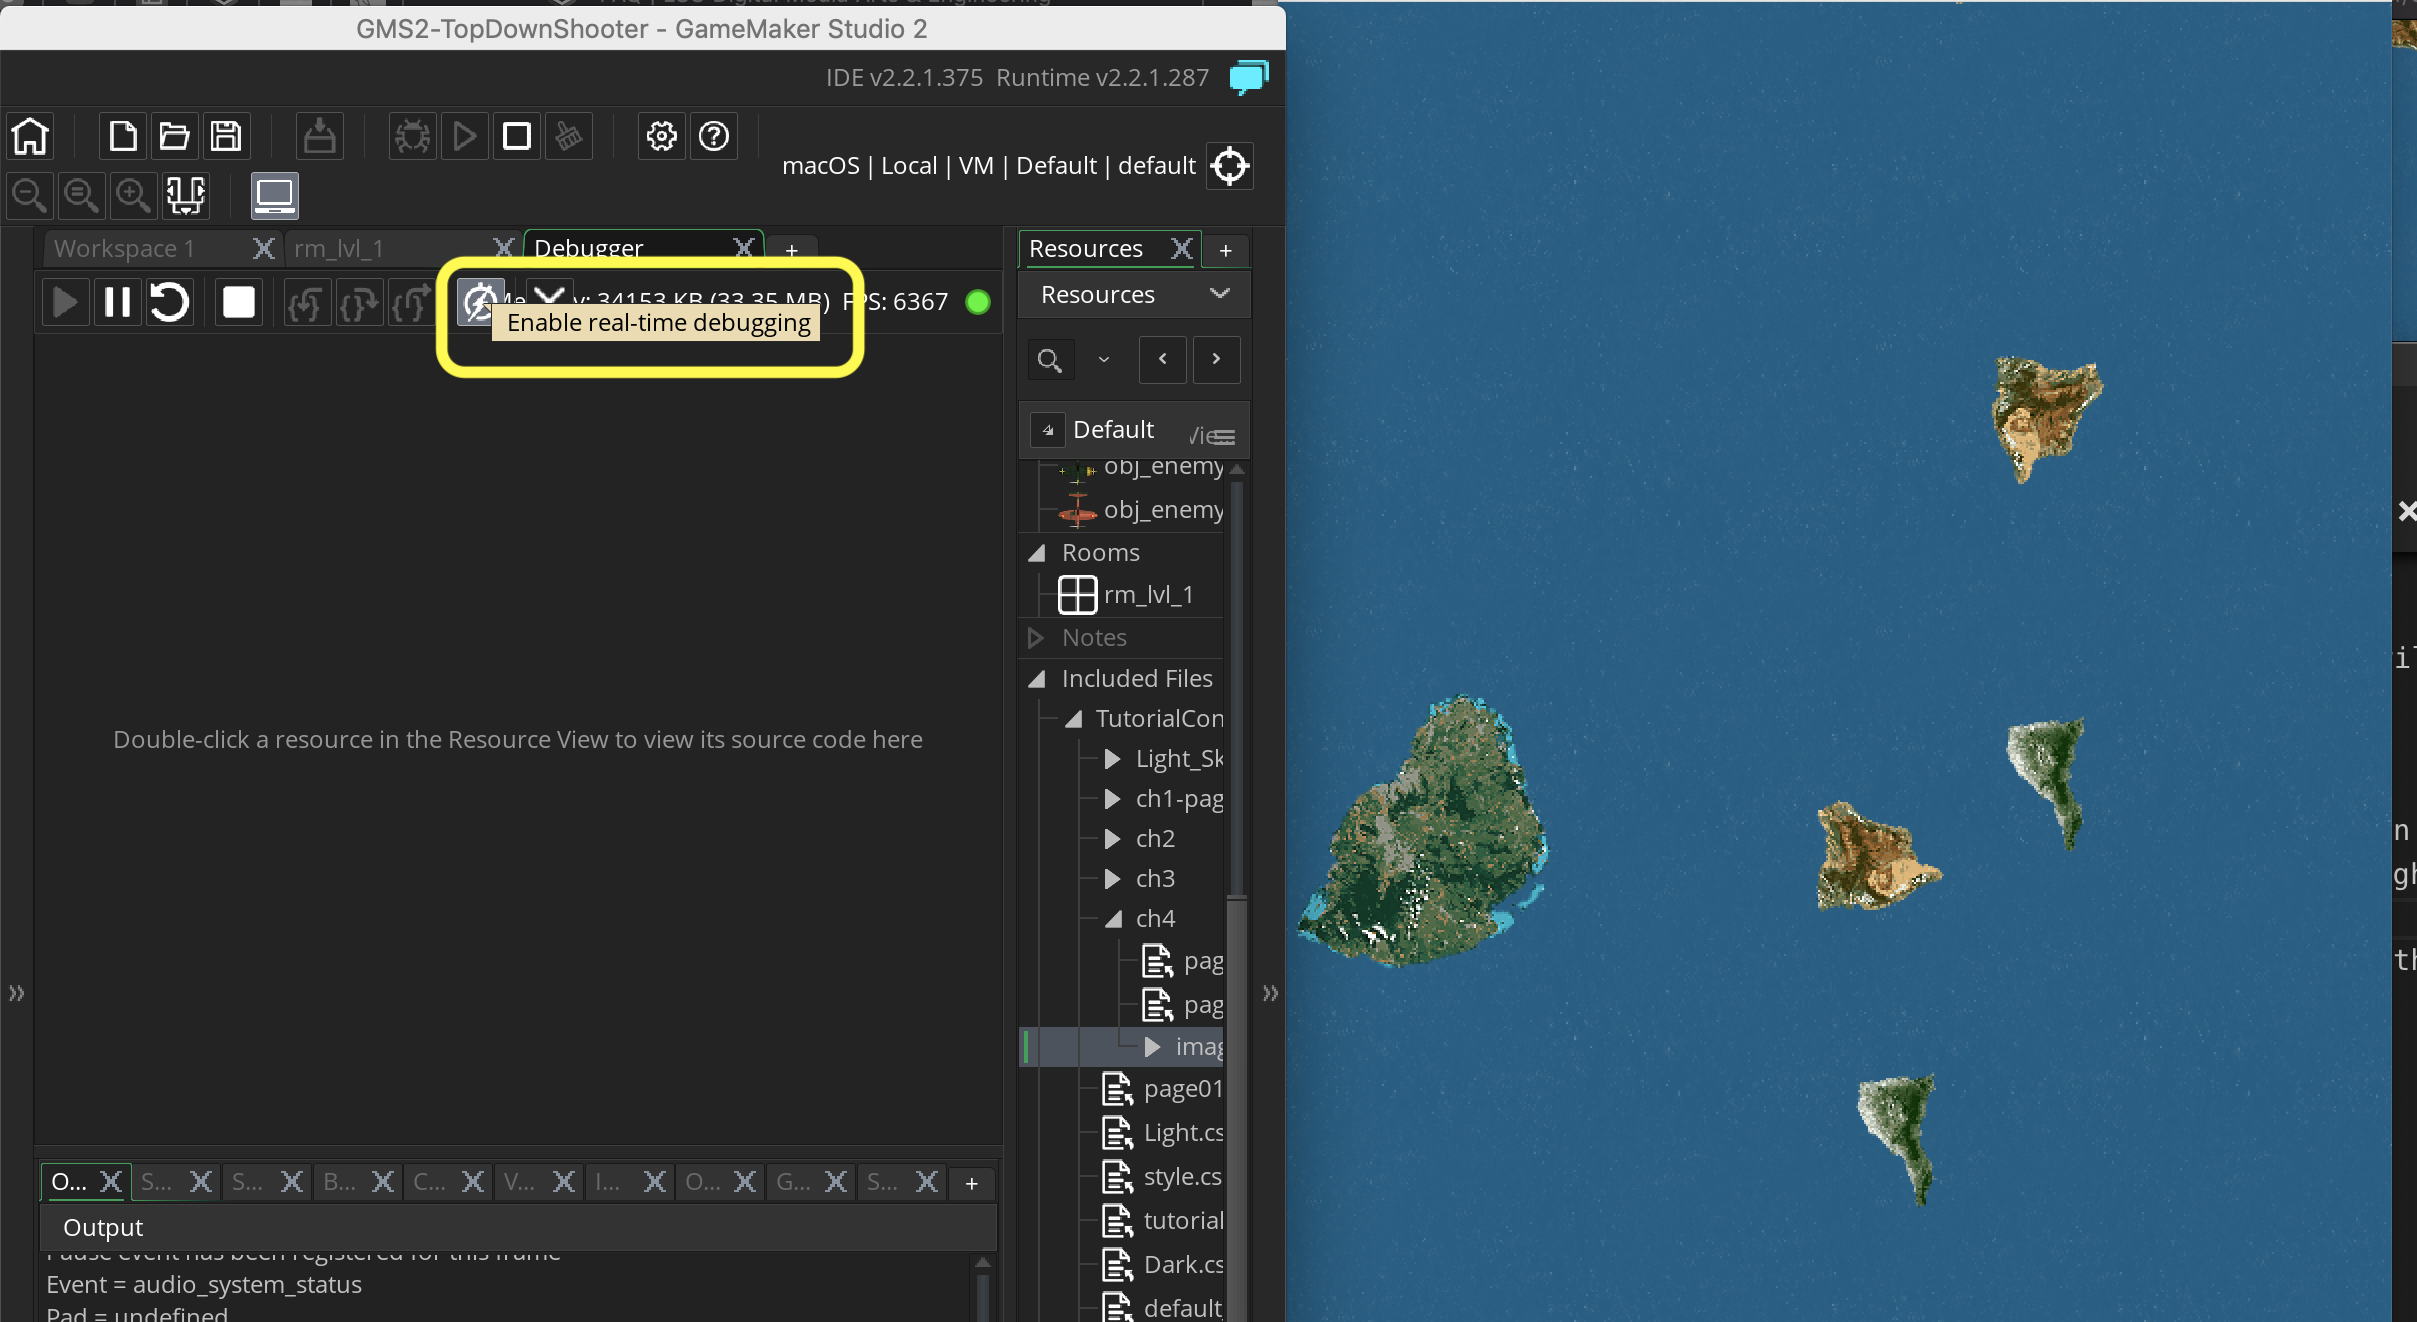 GMS2-TopDownShooter - GameMaker Studio 2
IDE v2.2.1.375 Runtime v2.2.1.287
macOS | Local | VM | Default | default
Workspace 1
rm_lvl_1
Debugger
+
y: 34153 KB (33.35 MB) FPS: 6367
Enable real-time debugging
Double-click a resource in the Resource View to view its source code here
Resources
+
Resources
Default
obj_enemy
obj_enemy
Rooms
rm_lvl_1
Notes
Included Files
TutorialCon
Light_Sk
ch1-pag
ch2
ch3
ch4
pag
pag
imag
page01
Light.cs
style.cs
tutorial
Dark.cs
default
O...
S...
S...
B...
C...
V...
I...
O...
G...
S...
+
Output
Pause event has been registered for this frame
Event = audio_system_status
Pad = undefined